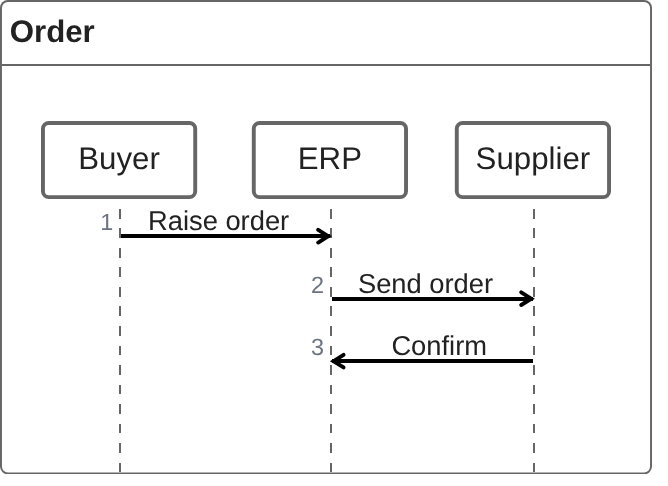 Order
Buyer
ERP
Supplier
1 Raise order
2 Send order
3 Confirm